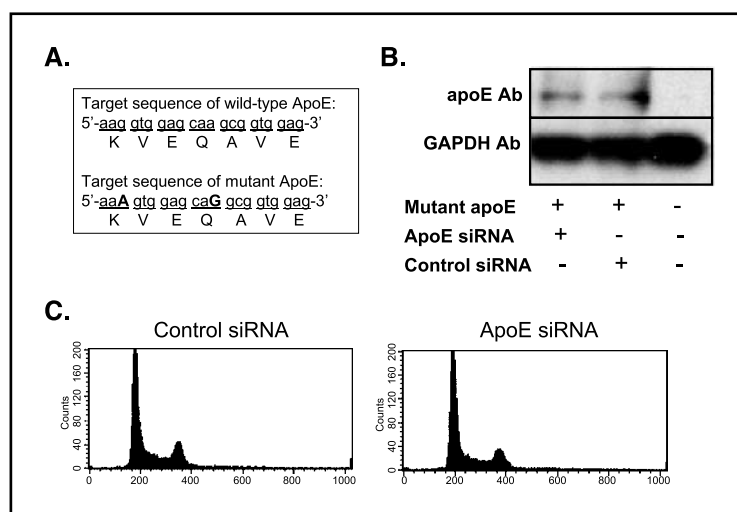 A.
Target sequence of wild-type ApoE:
5'-aag gtg gag caa gcg gtg gag-3'
K V E Q A V E
Target sequence of mutant ApoE:
5'-aaA gtg gag caG gcg gtg gag-3'
K V E Q A V E
B.
apoE Ab
GAPDH Ab
Mutant apoE + + -
ApoE siRNA + - -
Control siRNA - + -
C.
Control siRNA
Counts
0 40 80 120 160 200
0 200 400 600 800 1000
ApoE siRNA
Counts
0 40 80 120 160 200
0 200 400 600 800 1000